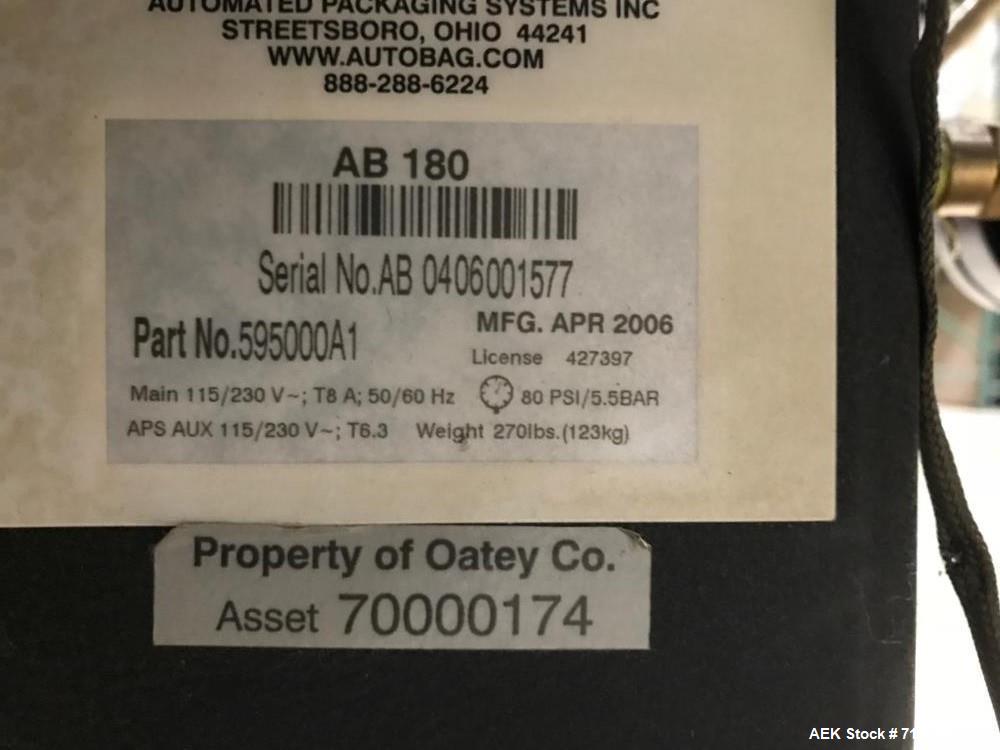 AUTOMATED PACKAGING SYSTEMS INC
STREETSBORO, OHIO 44241
WWW.AUTOBAG.COM
888-288-6224
AB 180
Serial No.AB 0406001577
MFG. APR 2006
Part No.595000A1
License 427397
Main 115/230 V~; T8 A; 50/60 Hz 80 PSI/5.5BAR
APS AUX 115/230 V~; T6.3 Weight 270lbs.(123kg)
Property of Oatey Co.
Asset 70000174
AEK Stock #